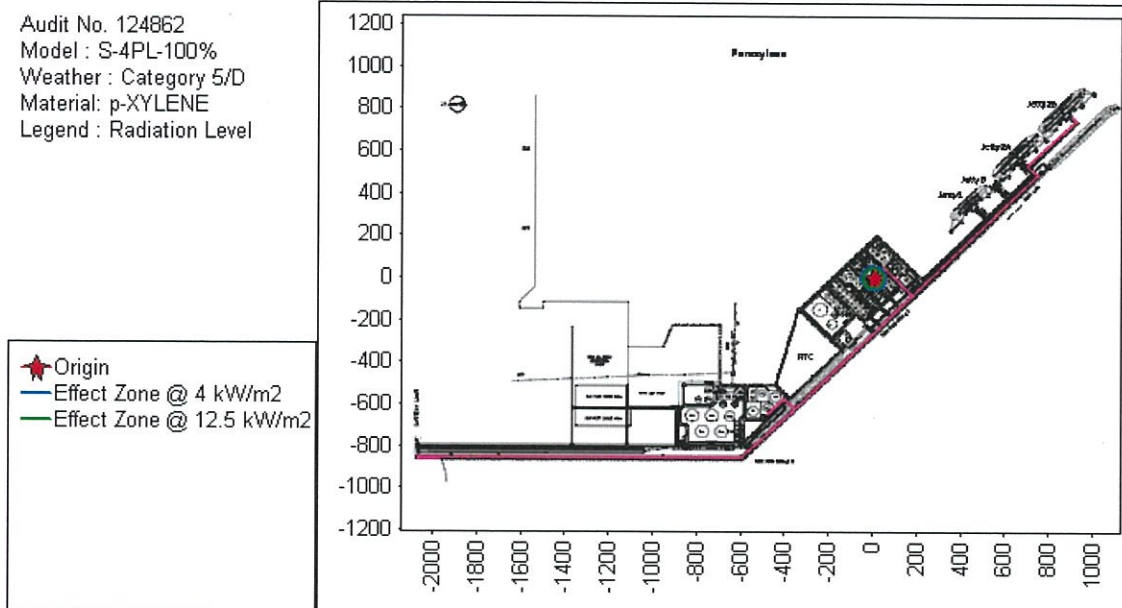 Audit No. 124862
Model : S-4PL-100%
Weather : Category 5/D
Material: p-XYLENE
Legend : Radiation Level
Origin
Effect Zone @ 4 kW/m2
Effect Zone @ 12.5 kW/m2
1200
1000
800
600
400
200
0
-200
-400
-600
-800
-1000
-1200
Jetty 2B
Jetty 2A
Jetty B
RTC
-2000
-1800
-1600
-1400
-1200
-1000
-800
-600
-400
-200
0
200
400
600
800
1000